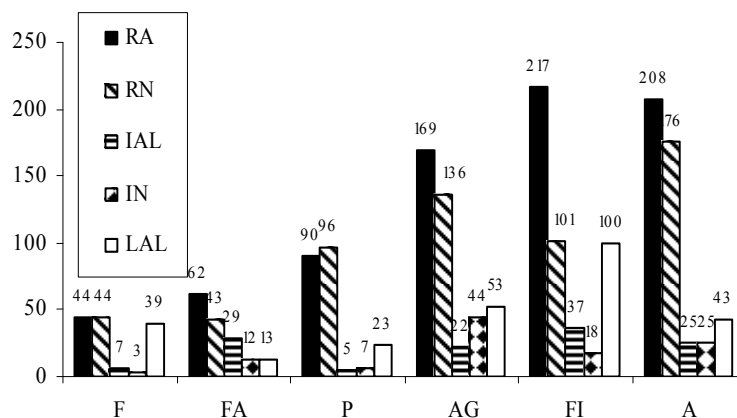 250
200
150
100
50
0
RA
RN
IAL
IN
LAL
44 44 7 3 39
62 43 29 12 13
90 96 5 7 23
169 136 22 44 53
217 101 37 18 100
208 176 25 25 43
F FA P AG FI A